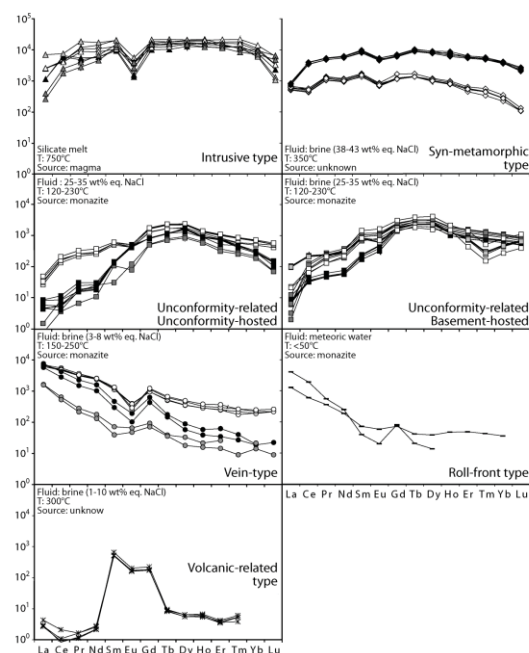 10⁵
10⁴
10³
10²
10¹
Silicate melt
T: 750°C
Source: magma
Intrusive type
Fluid: brine (38-43 wt% eq. NaCl)
T: 350°C
Source: unknown
Syn-metamorphic
type
10⁴
10³
10²
10¹
10⁰
Fluid : 25-35 wt% eq. NaCl
T: 120-230°C
Source: monazite
Unconformity-related
Unconformity-hosted
Fluid: brine (25-35 wt% eq. NaCl)
T: 120-230°C
Source: monazite
Unconformity-related
Basement-hosted
10⁴
10³
10²
10¹
10⁰
Fluid: brine (3-8 wt% eq. NaCl)
T: 150-250°C
Source: monazite
Vein-type
Fluid: meteoric water
T: <50°C
Source: monazite
Roll-front type
La Ce Pr Nd Sm Eu Gd Tb Dy Ho Er Tm Yb Lu
10⁴
10³
10²
10¹
10⁰
Fluid: brine (1-10 wt% eq. NaCl)
T: 300°C
Source: unknow
Volcanic-related
type
La Ce Pr Nd Sm Eu Gd Tb Dy Ho Er Tm Yb Lu